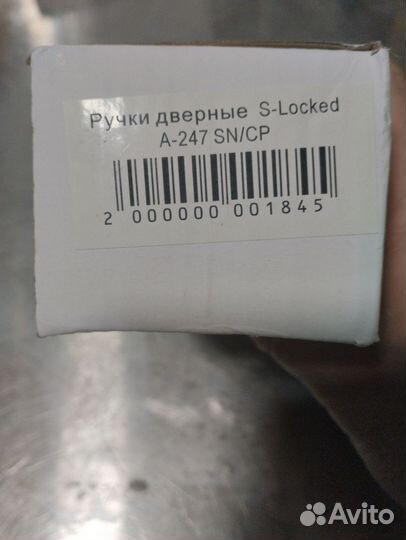 Ручки дверные S-Locked
A-247 SN/CP
2 000000 001845
Avito